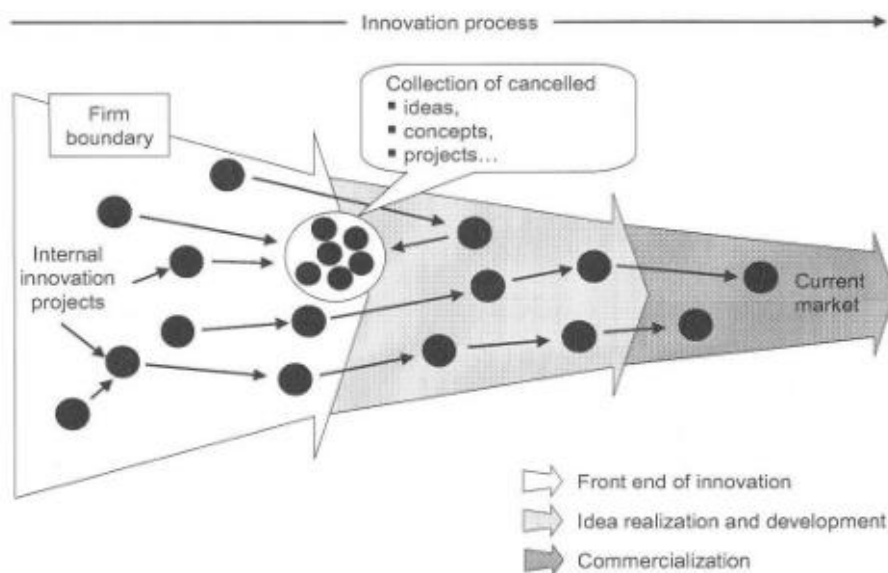 Innovation process
Collection of cancelled
▪ ideas,
▪ concepts,
▪ projects...
Firm
boundary
Internal
innovation
projects
Current
market
Front end of innovation
Idea realization and development
Commercialization